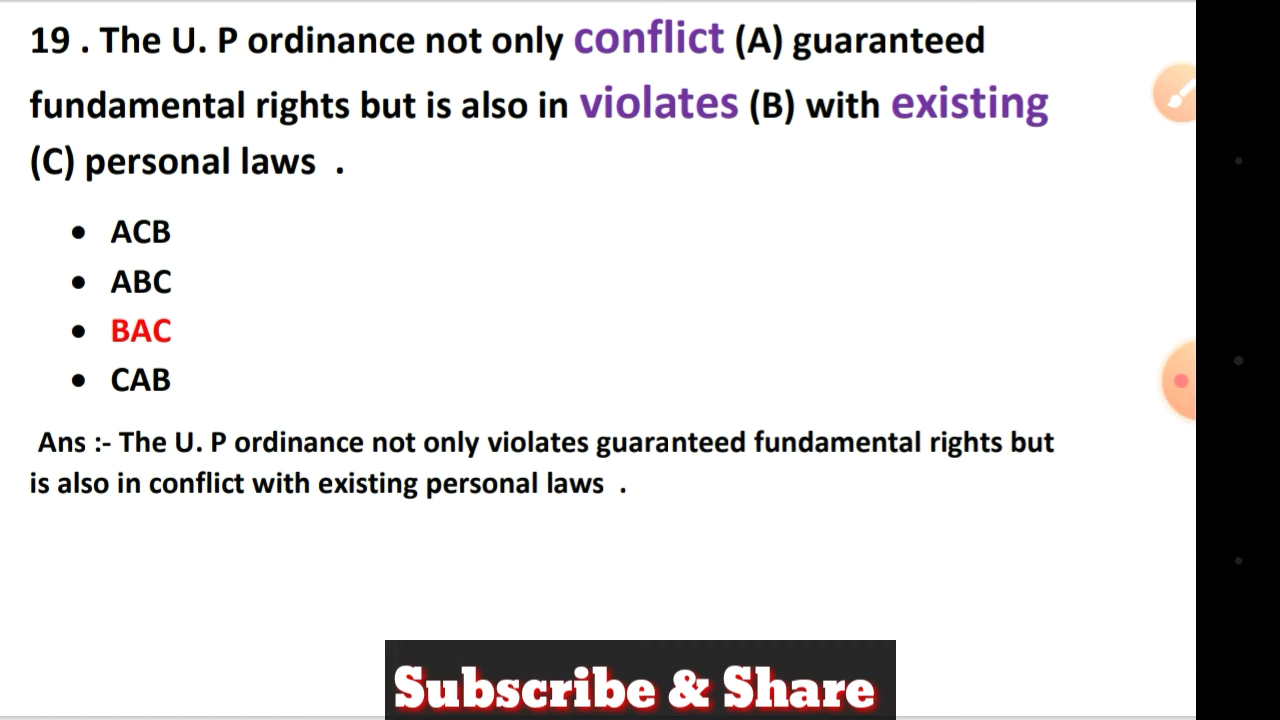 19 . The U. P ordinance not only conflict (A) guaranteed
fundamental rights but is also in violates (B) with existing
(C) personal laws .
• ACB
• ABC
• BAC
• CAB
Ans :- The U. P ordinance not only violates guaranteed fundamental rights but
is also in conflict with existing personal laws .
Subscribe & Share